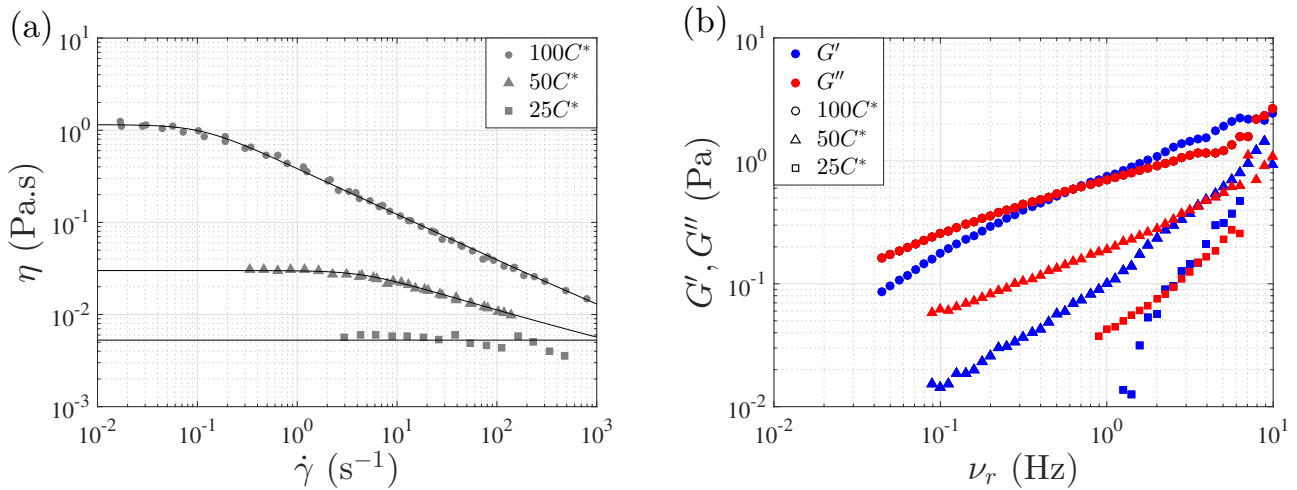 (a)
10^1
10^0
10^-1
10^-2
10^-3
η (Pa.s)
10^-2 10^-1 10^0 10^1 10^2 10^3
γ̇ (s^-1)
100C*
50C*
25C*
(b)
10^1
10^0
10^-1
10^-2
G′, G″ (Pa)
10^-2 10^-1 10^0 10^1
ν_r (Hz)
G′
G″
100C*
50C*
25C*